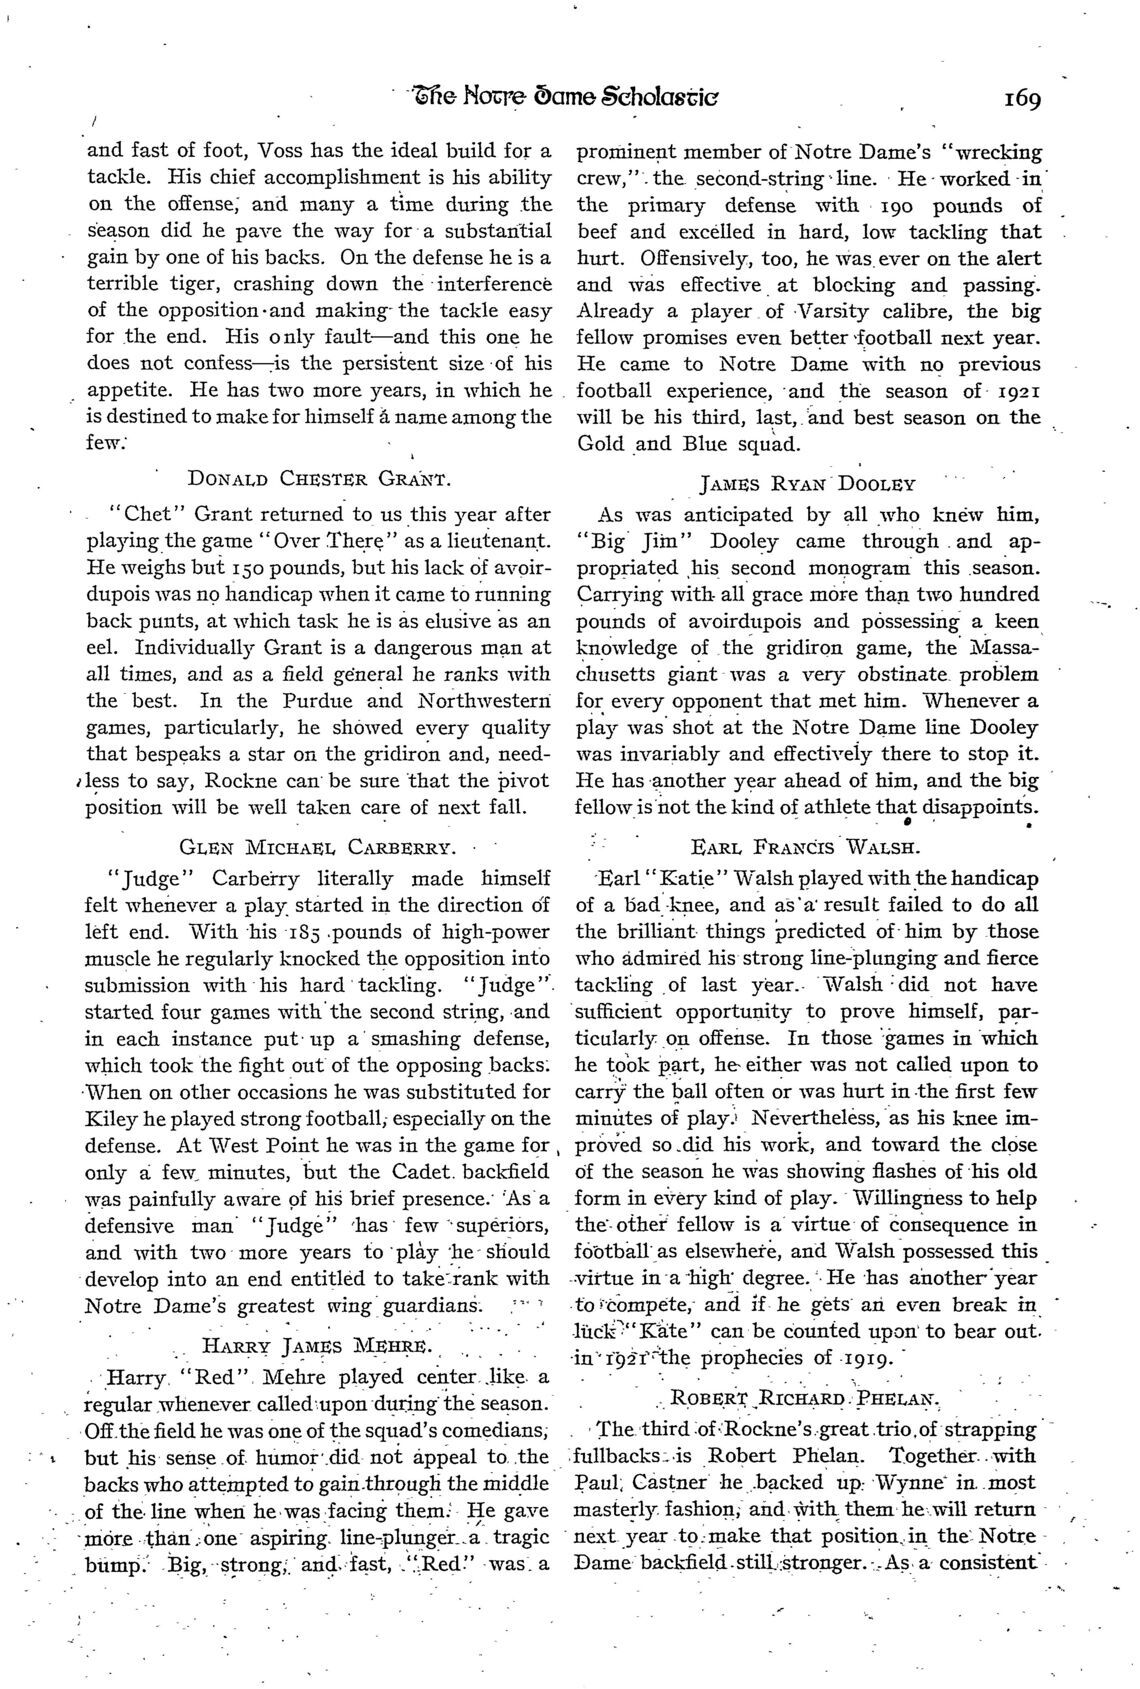 The Notre Dame Scholastic 169
and fast of foot, Voss has the ideal build for a
tackle. His chief accomplishment is his ability
on the offense, and many a time during the
season did he pave the way for a substantial
gain by one of his backs. On the defense he is a
terrible tiger, crashing down the interference
of the opposition and making the tackle easy
for the end. His only fault—and this one he
does not confess—is the persistent size of his
appetite. He has two more years, in which he
is destined to make for himself a name among the
few.
DONALD CHESTER GRANT.
"Chet" Grant returned to us this year after
playing the game "Over There" as a lieutenant.
He weighs but 150 pounds, but his lack of avoir-
dupois was no handicap when it came to running
back punts, at which task he is as elusive as an
eel. Individually Grant is a dangerous man at
all times, and as a field general he ranks with
the best. In the Purdue and Northwestern
games, particularly, he showed every quality
that bespeaks a star on the gridiron and, need-
less to say, Rockne can be sure that the pivot
position will be well taken care of next fall.
GLEN MICHAEL CARBERRY.
"Judge" Carberry literally made himself
felt whenever a play started in the direction of
left end. With his 185 pounds of high-power
muscle he regularly knocked the opposition into
submission with his hard tackling. "Judge"
started four games with the second string, and
in each instance put up a smashing defense,
which took the fight out of the opposing backs.
When on other occasions he was substituted for
Kiley he played strong football, especially on the
defense. At West Point he was in the game for
only a few minutes, but the Cadet backfield
was painfully aware of his brief presence. As a
defensive man "Judge" has few superiors,
and with two more years to play he should
develop into an end entitled to take rank with
Notre Dame's greatest wing guardians.
HARRY JAMES MEHRE.
Harry "Red" Mehre played center like a
regular whenever called upon during the season.
Off the field he was one of the squad's comedians,
but his sense of humor did not appeal to the
backs who attempted to gain through the middle
of the line when he was facing them. He gave
more than one aspiring line-plunger a tragic
bump. Big, strong, and fast, "Red" was a
prominent member of Notre Dame's "wrecking
crew," the second-string line. He worked in
the primary defense with 190 pounds of
beef and excelled in hard, low tackling that
hurt. Offensively, too, he was ever on the alert
and was effective at blocking and passing.
Already a player of Varsity calibre, the big
fellow promises even better football next year.
He came to Notre Dame with no previous
football experience, and the season of 1921
will be his third, last, and best season on the
Gold and Blue squad.
JAMES RYAN DOOLEY
As was anticipated by all who knew him,
"Big Jim" Dooley came through and ap-
propriated his second monogram this season.
Carrying with all grace more than two hundred
pounds of avoirdupois and possessing a keen
knowledge of the gridiron game, the Massa-
chusetts giant was a very obstinate problem
for every opponent that met him. Whenever a
play was shot at the Notre Dame line Dooley
was invariably and effectively there to stop it.
He has another year ahead of him, and the big
fellow is not the kind of athlete that disappoints.
EARL FRANCIS WALSH.
Earl "Katie" Walsh played with the handicap
of a bad knee, and as a result failed to do all
the brilliant things predicted of him by those
who admired his strong line-plunging and fierce
tackling of last year. Walsh did not have
sufficient opportunity to prove himself, par-
ticularly on offense. In those games in which
he took part, he either was not called upon to
carry the ball often or was hurt in the first few
minutes of play. Nevertheless, as his knee im-
proved so did his work, and toward the close
of the season he was showing flashes of his old
form in every kind of play. Willingness to help
the other fellow is a virtue of consequence in
football as elsewhere, and Walsh possessed this
virtue in a high degree. He has another year
to compete, and if he gets an even break in
luck "Kate" can be counted upon to bear out
in 1921 the prophecies of 1919.
ROBERT RICHARD PHELAN.
The third of Rockne's great trio of strapping
fullbacks is Robert Phelan. Together with
Paul Castner he backed up Wynne in most
masterly fashion, and with them he will return
next year to make that position in the Notre
Dame backfield still stronger. As a consistent